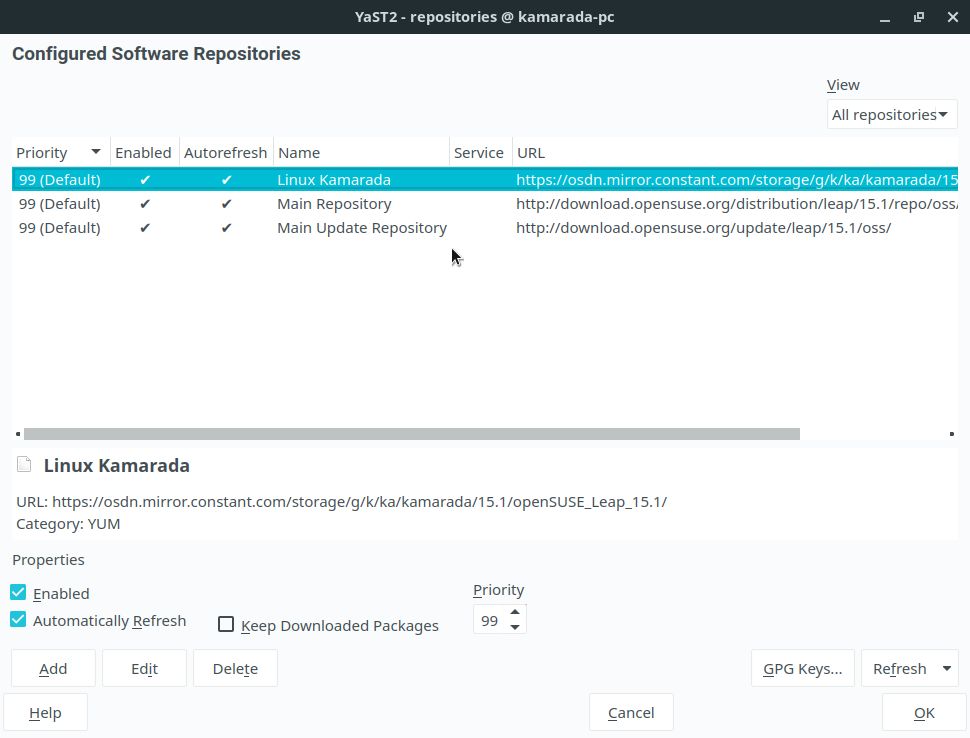 YaST2 - repositories @ kamarada-pc
Configured Software Repositories
View
All repositories
Priority Enabled Autorefresh Name Service URL
99 (Default) ✔ ✔ Linux Kamarada https://osdn.mirror.constant.com/storage/g/k/ka/kamarada/15
99 (Default) ✔ ✔ Main Repository http://download.opensuse.org/distribution/leap/15.1/repo/oss/
99 (Default) ✔ ✔ Main Update Repository http://download.opensuse.org/update/leap/15.1/oss/
Linux Kamarada
URL: https://osdn.mirror.constant.com/storage/g/k/ka/kamarada/15.1/openSUSE_Leap_15.1/
Category: YUM
Properties
Enabled
Priority
Automatically Refresh
Keep Downloaded Packages
99
Add Edit Delete GPG Keys... Refresh
Help Cancel OK